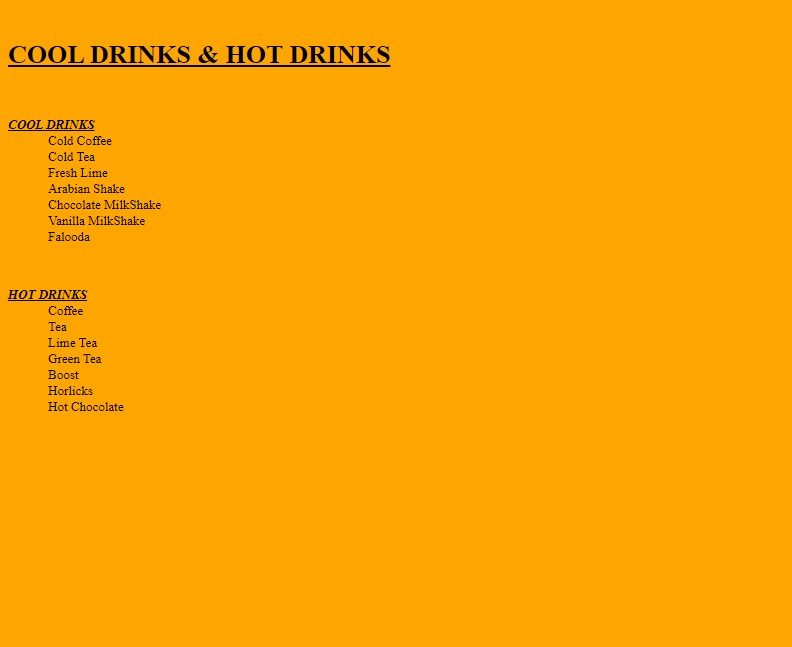 COOL DRINKS & HOT DRINKS
COOL DRINKS
Cold Coffee
Cold Tea
Fresh Lime
Arabian Shake
Chocolate MilkShake
Vanilla MilkShake
Falooda
HOT DRINKS
Coffee
Tea
Lime Tea
Green Tea
Boost
Horlicks
Hot Chocolate